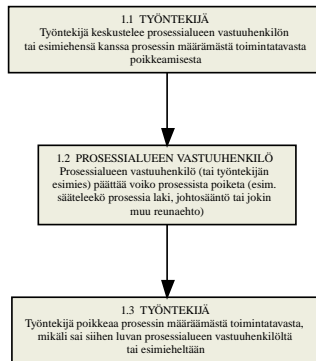 1.1 TYÖNTEKIJÄ
Työntekijä keskustelee prosessialueen vastuuhenkilön
tai esimiehensä kanssa prosessin määrämästä toimintatavasta
poikkeamisesta
1.2 PROSESSIALUEEN VASTUUHENKILÖ
Prosessialueen vastuuhenkilö (tai työntekijän
esimies) päättää voiko prosessista poiketa (esim.
sääteleekö prosessia laki, johtosääntö tai jokin
muu reunaehto)
1.3 TYÖNTEKIJÄ
Työntekijä poikkeaa prosessin määräämästä toimintatavasta,
mikäli sai siihen luvan prosessialueen vastuuhenkilöltä
tai esimieheltään